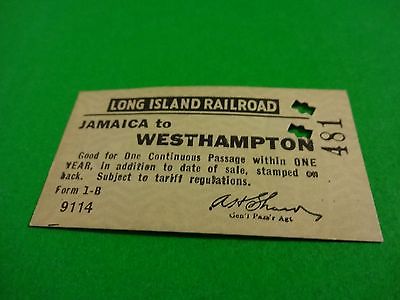 LONG ISLAND RAILROAD
JAMAICA to
WESTHAMPTON
Good for One Continuous Passage within ONE
YEAR, in addition to date of sale, stamped on
back. Subject to tariff regulations.
Form 1-B
9114
Gen'l Pass'r Agt
481